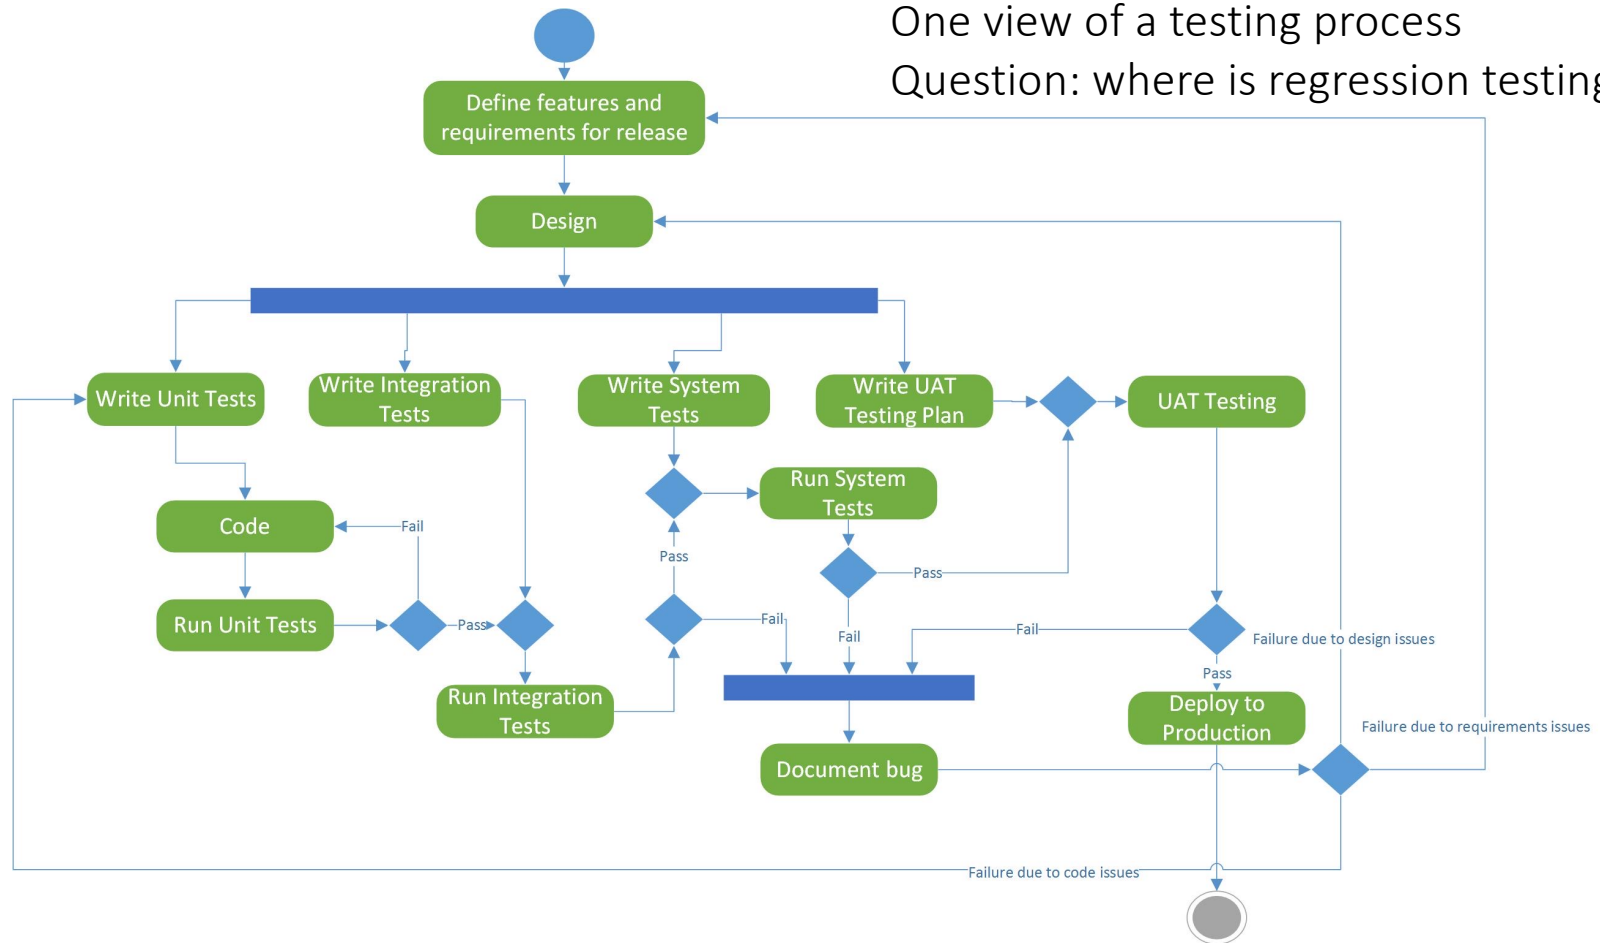 One view of a testing process
Question: where is regression testing
Define features and
requirements for release
Design
Write Unit Tests
Write Integration
Tests
Write System
Tests
Write UAT
Testing Plan
UAT Testing
Run System
Tests
Code
Fail
Pass
Pass
Run Unit Tests
Pass
Fail
Fail
Fail
Failure due to design issues
Pass
Run Integration
Tests
Deploy to
Production
Failure due to requirements issues
Document bug
Failure due to code issues